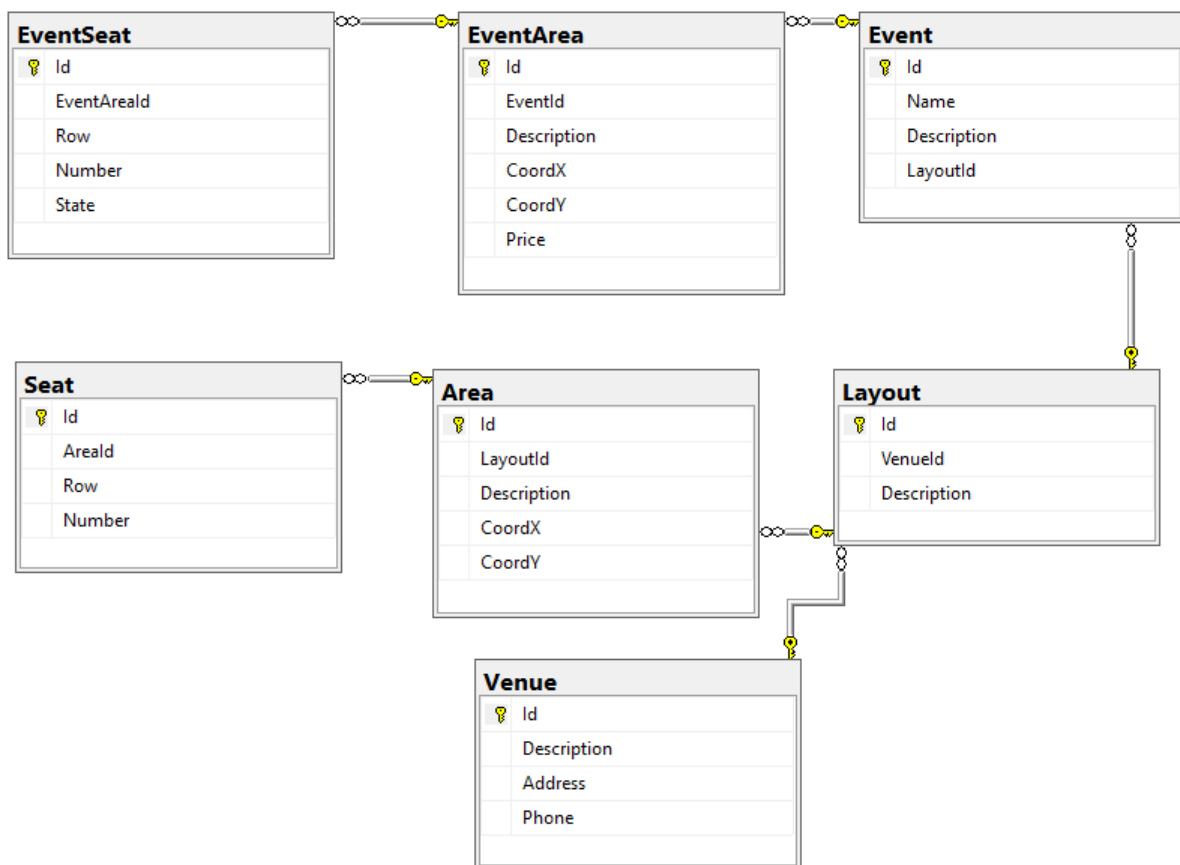 EventSeat
Id
EventAreaId
Row
Number
State
EventArea
Id
EventId
Description
CoordX
CoordY
Price
Event
Id
Name
Description
LayoutId
Seat
Id
AreaId
Row
Number
Area
Id
LayoutId
Description
CoordX
CoordY
Layout
Id
VenueId
Description
Venue
Id
Description
Address
Phone